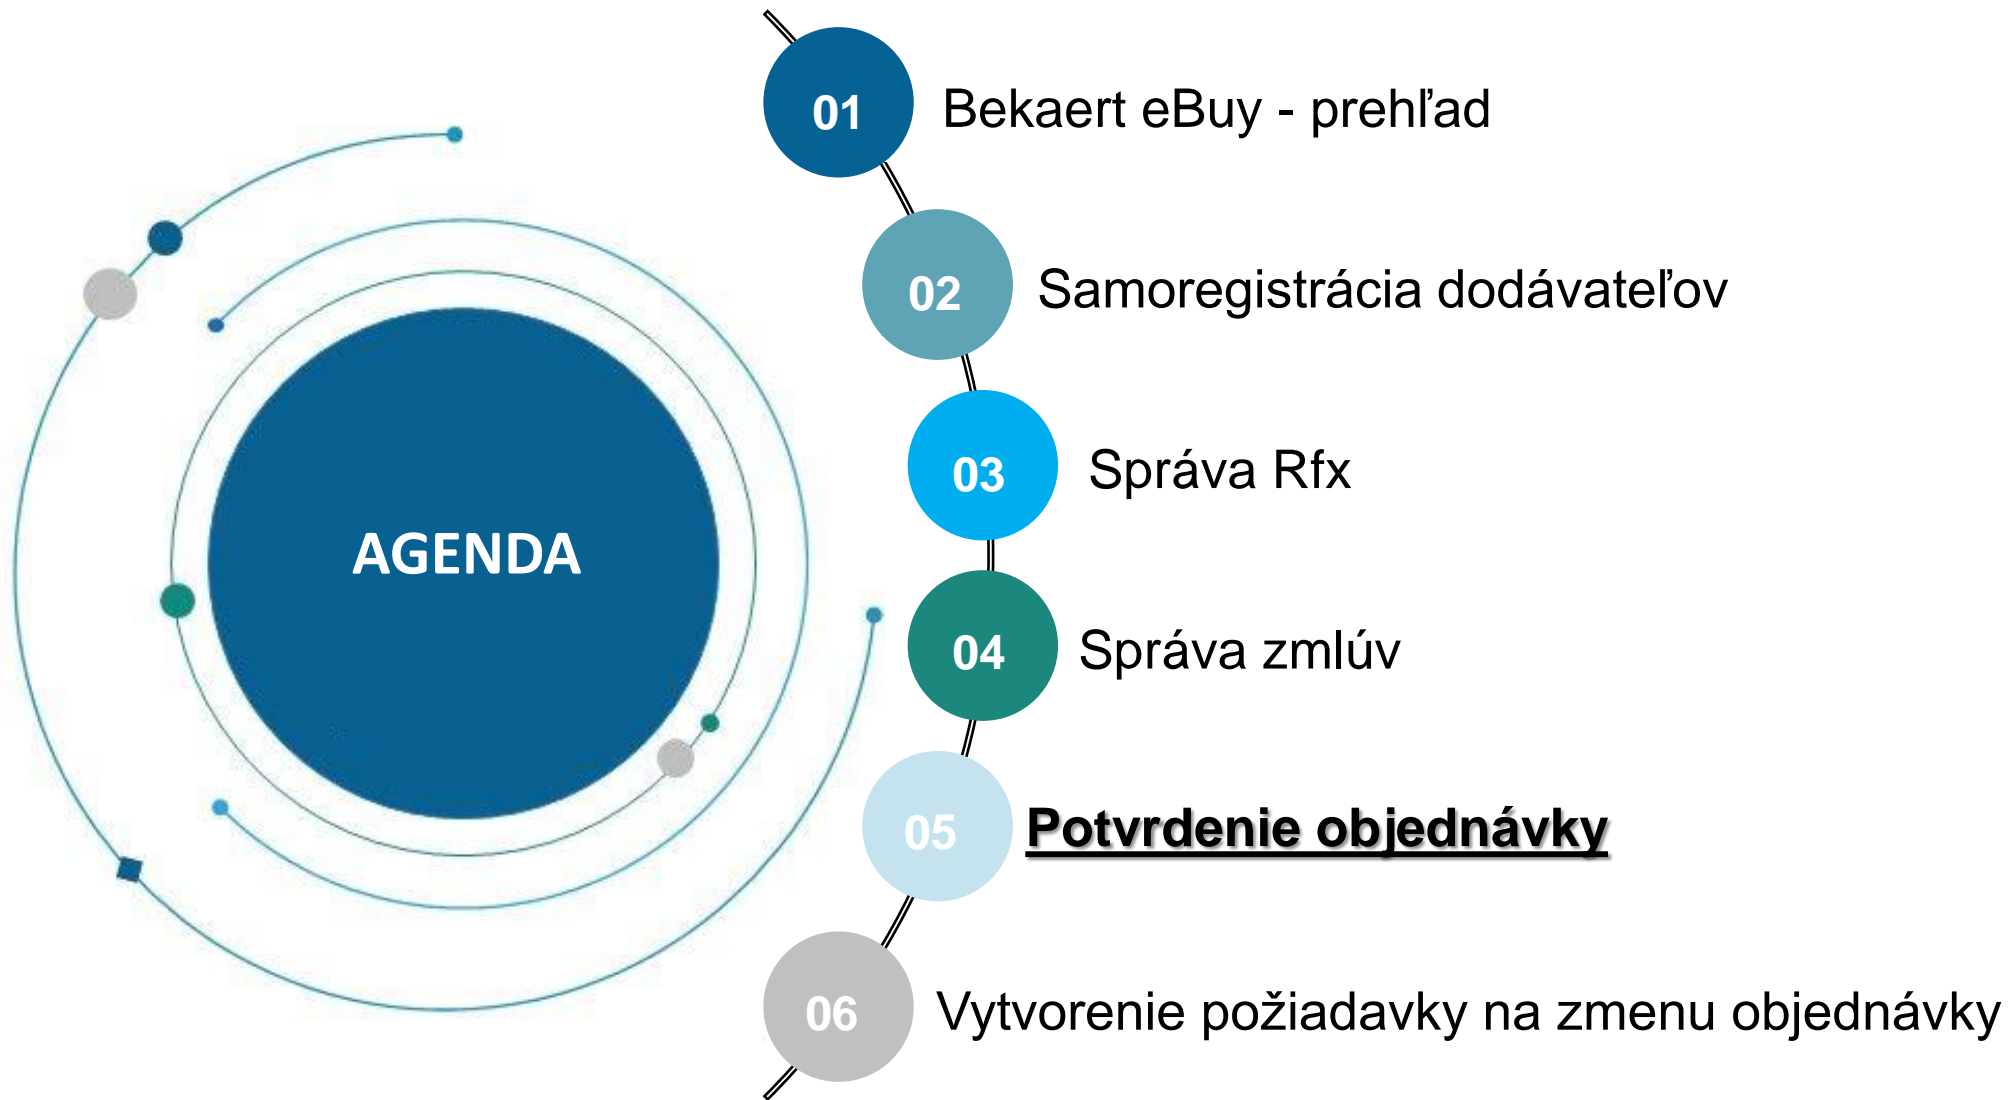 AGENDA
01 Bekaert eBuy - prehľad
02 Samoregistrácia dodávateľov
03 Správa Rfx
04 Správa zmlúv
05 Potvrdenie objednávky
06 Vytvorenie požiadavky na zmenu objednávky